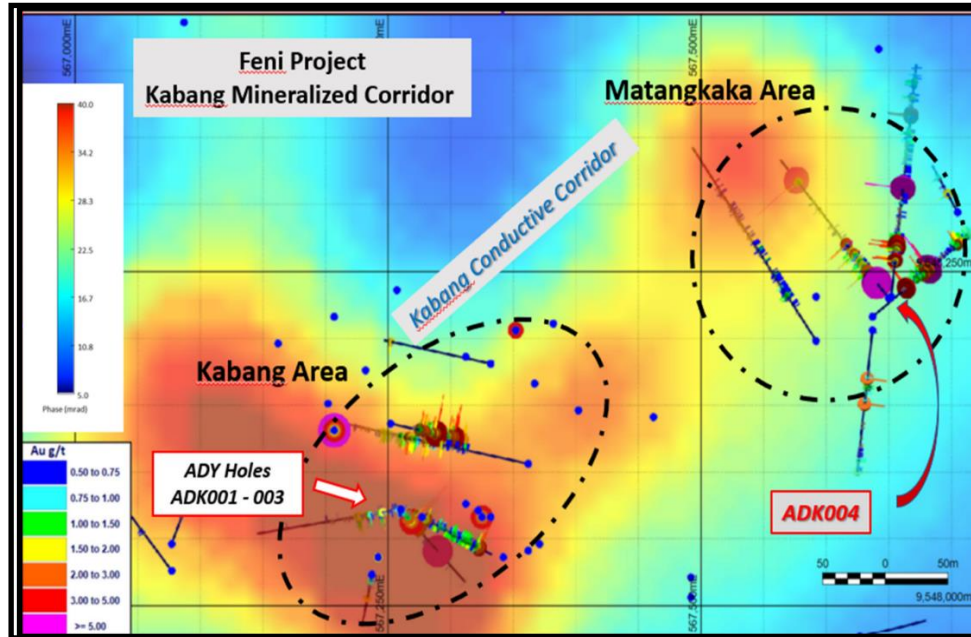 567,000mE
567,500mE
Feni Project
Kabang Mineralized Corridor
Matangkaka Area
Kabang Conductive Corridor
40.0
34.2
28.3
22.5
16.7
10.8
5.0
Phase (mrad)
,250m
Kabang Area
ADY Holes
ADK001 - 003
ADK004
Au g/t
0.50 to 0.75
0.75 to 1.00
1.00 to 1.50
1.50 to 2.00
2.00 to 3.00
3.00 to 5.00
>= 5.00
567,250mE
567,500mE
50 0 50m
9,548,000m